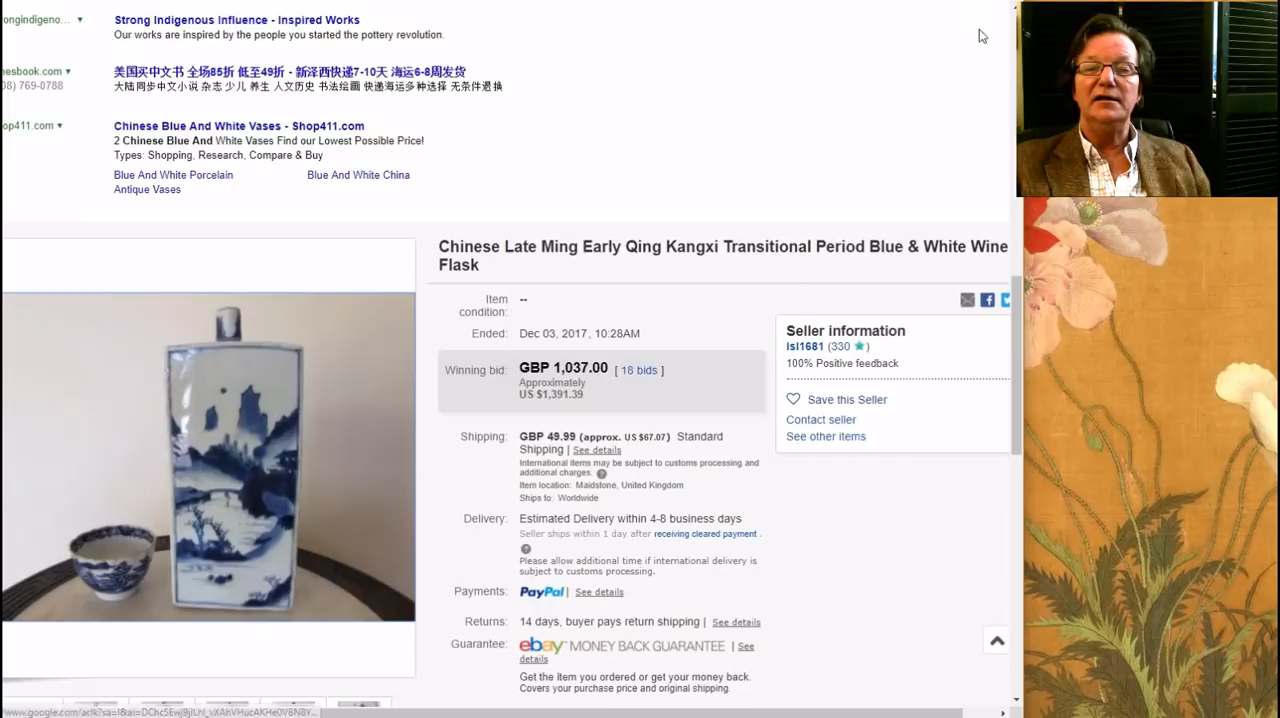 ongindigeno... ▾
Strong Indigenous Influence - Inspired Works
Our works are inspired by the people you started the pottery revolution.
nesbook.com ▾
美国买中文书 全场85折 低至49折 - 新泽西快递7-10天 海运6-8周发货
08) 769-0788
大陆同步中文小说 杂志 少儿 养生 人文历史 书法绘画 快递海运多种选择 无条件退换
op411.com ▾
Chinese Blue And White Vases - Shop411.com
2 Chinese Blue And White Vases Find our Lowest Possible Price!
Types: Shopping, Research, Compare & Buy
Blue And White Porcelain
Blue And White China
Antique Vases
Chinese Late Ming Early Qing Kangxi Transitional Period Blue & White Wine
Flask
Item condition: --
Ended: Dec 03, 2017, 10:28AM
Winning bid: GBP 1,037.00 [ 18 bids ]
Approximately
US $1,391.39
Shipping: GBP 49.99 (approx. US $67.07) Standard
Shipping | See details
International items may be subject to customs processing and
additional charges.
Item location: Maidstone, United Kingdom
Ships to: Worldwide
Delivery: Estimated Delivery within 4-8 business days
Seller ships within 1 day after receiving cleared payment .
Please allow additional time if international delivery is
subject to customs processing.
Payments: PayPal | See details
Returns: 14 days, buyer pays return shipping | See details
Guarantee: ebay MONEY BACK GUARANTEE | See
details
Get the item you ordered or get your money back.
Covers your purchase price and original shipping.
Seller information
lsl1681 (330 ★)
100% Positive feedback
Save this Seller
Contact seller
See other items